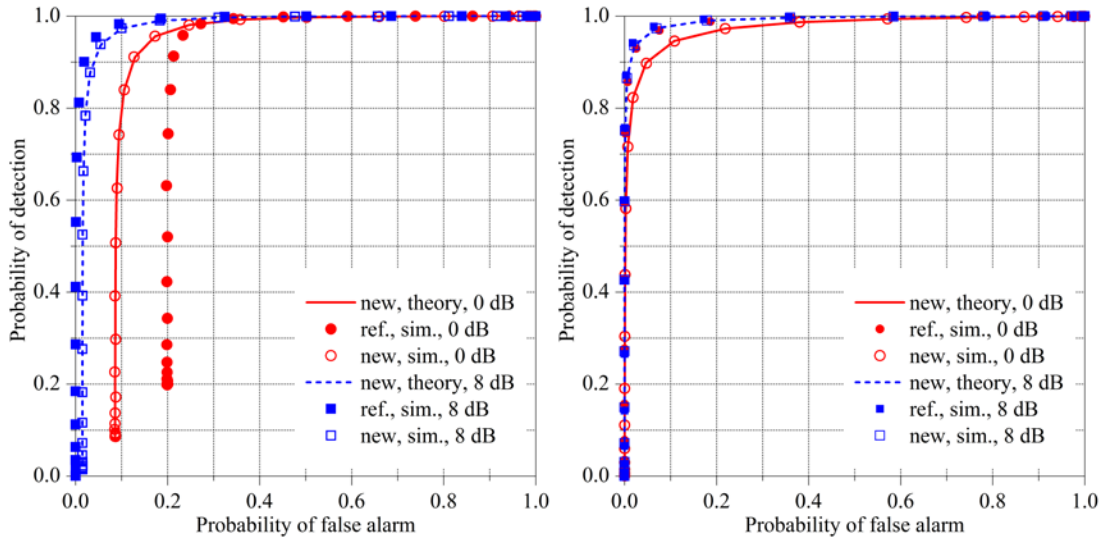 1.0
0.8
0.6
0.4
0.2
0.0
Probability of detection
new, theory, 0 dB
ref., sim., 0 dB
new, sim., 0 dB
new, theory, 8 dB
ref., sim., 8 dB
new, sim., 8 dB
0.0 0.2 0.4 0.6 0.8 1.0
Probability of false alarm
1.0
0.8
0.6
0.4
0.2
0.0
Probability of detection
new, theory, 0 dB
ref., sim., 0 dB
new, sim., 0 dB
new, theory, 8 dB
ref., sim., 8 dB
new, sim., 8 dB
0.0 0.2 0.4 0.6 0.8 1.0
Probability of false alarm